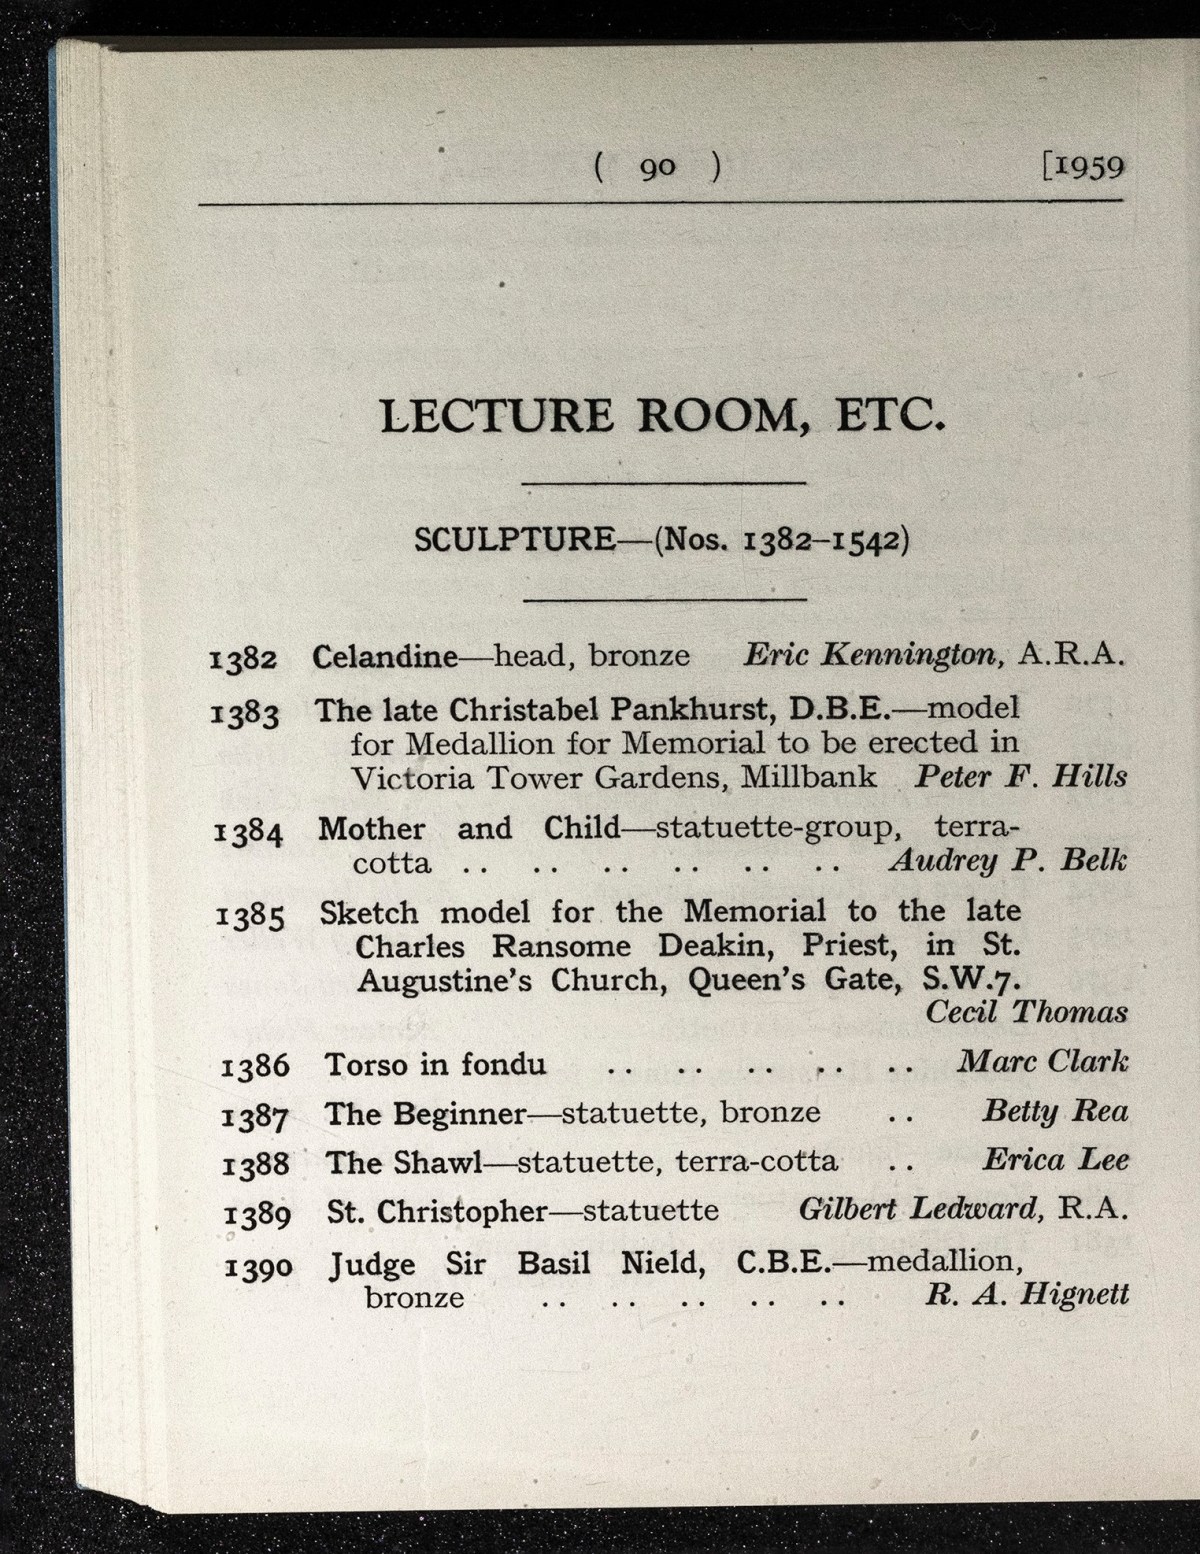 ( 90 ) [1959
LECTURE ROOM, ETC.
SCULPTURE—(Nos. 1382–1542)
1382 Celandine—head, bronze Eric Kennington, A.R.A.
1383 The late Christabel Pankhurst, D.B.E.—model
for Medallion for Memorial to be erected in
Victoria Tower Gardens, Millbank Peter F. Hills
1384 Mother and Child—statuette-group, terra-
cotta .. .. .. .. .. .. Audrey P. Belk
1385 Sketch model for the Memorial to the late
Charles Ransome Deakin, Priest, in St.
Augustine's Church, Queen's Gate, S.W.7.
Cecil Thomas
1386 Torso in fondu .. .. .. .. .. Marc Clark
1387 The Beginner—statuette, bronze .. Betty Rea
1388 The Shawl—statuette, terra-cotta .. Erica Lee
1389 St. Christopher—statuette Gilbert Ledward, R.A.
1390 Judge Sir Basil Nield, C.B.E.—medallion,
bronze .. .. .. .. .. R. A. Hignett